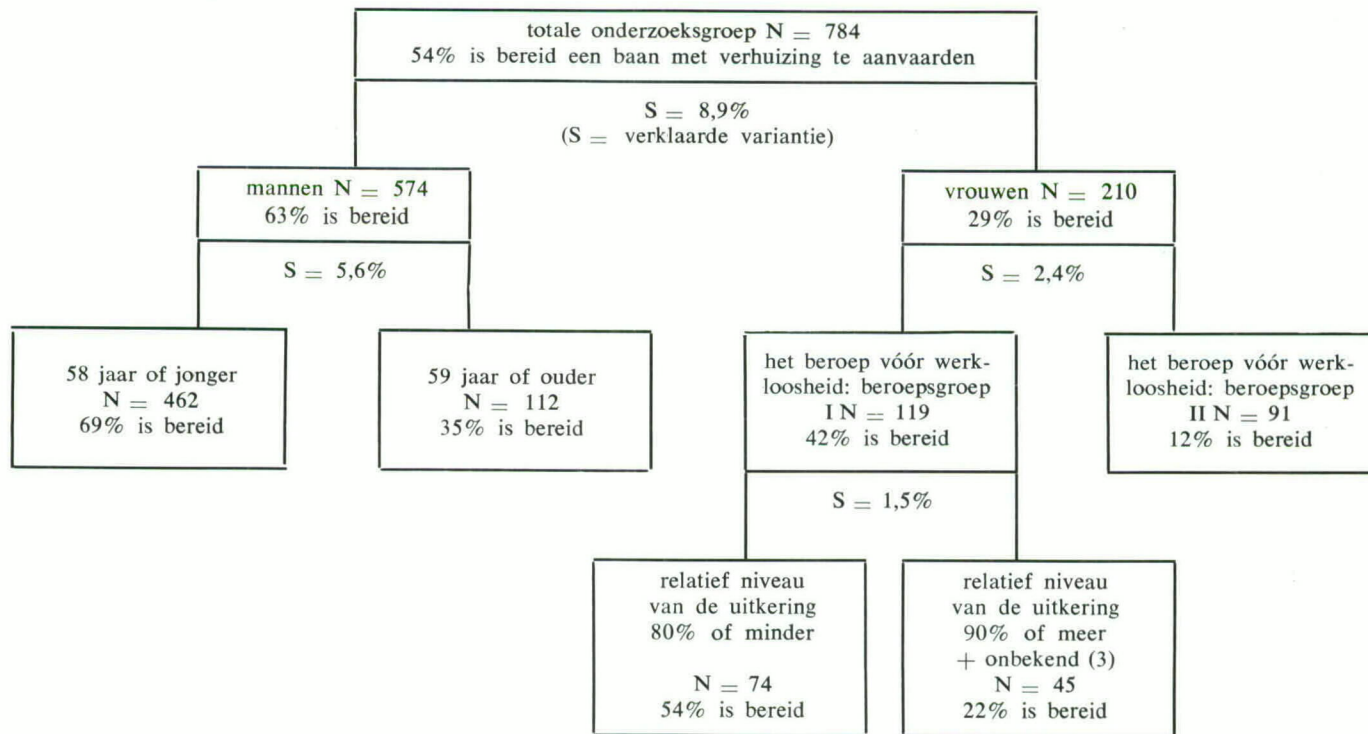 totale onderzoeksgroep N = 784
54% is bereid een baan met verhuizing te aanvaarden
S = 8,9%
(S = verklaarde variantie)
mannen N = 574
63% is bereid
vrouwen N = 210
29% is bereid
S = 5,6%
S = 2,4%
58 jaar of jonger
N = 462
69% is bereid
59 jaar of ouder
N = 112
35% is bereid
het beroep vóór werk-
loosheid: beroepsgroep
I N = 119
42% is bereid
het beroep vóór werk-
loosheid: beroepsgroep
II N = 91
12% is bereid
S = 1,5%
relatief niveau
van de uitkering
80% of minder
N = 74
54% is bereid
relatief niveau
van de uitkering
90% of meer
+ onbekend (3)
N = 45
22% is bereid